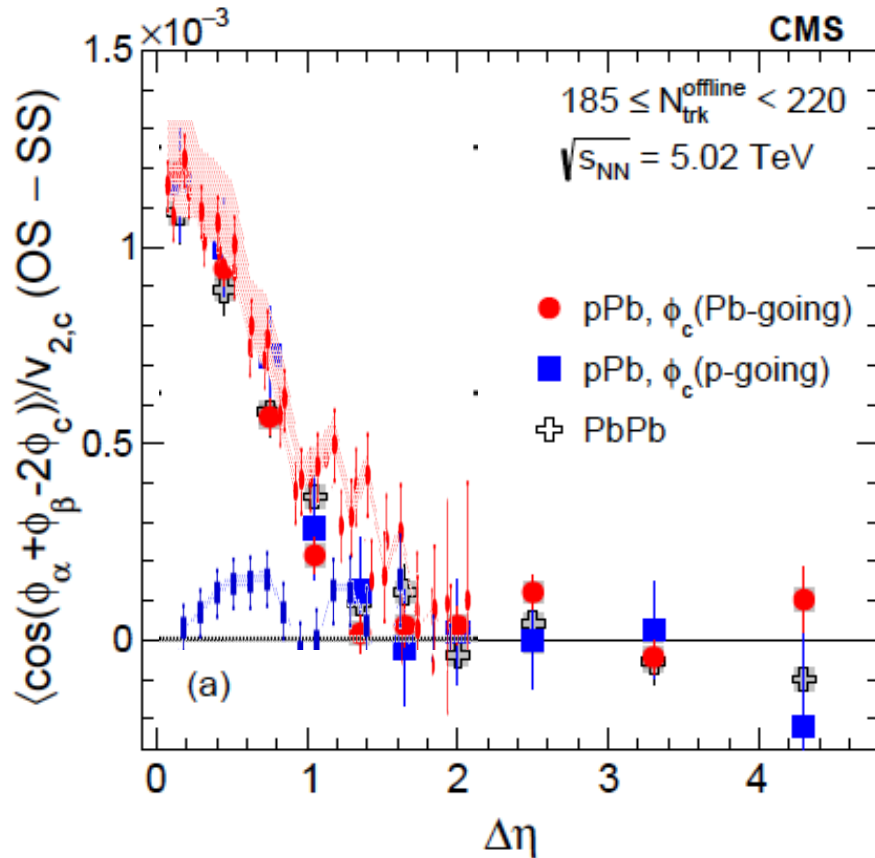 ×10⁻³
CMS
1.5
1
0.5
0
185 ≤ N_trk^offline < 220
√s_NN = 5.02 TeV
pPb, ϕ_c(Pb-going)
pPb, ϕ_c(p-going)
PbPb
⟨cos(ϕ_α+ϕ_β-2ϕ_c)⟩/v_2,c (OS − SS)
(a)
0 1 2 3 4
Δη